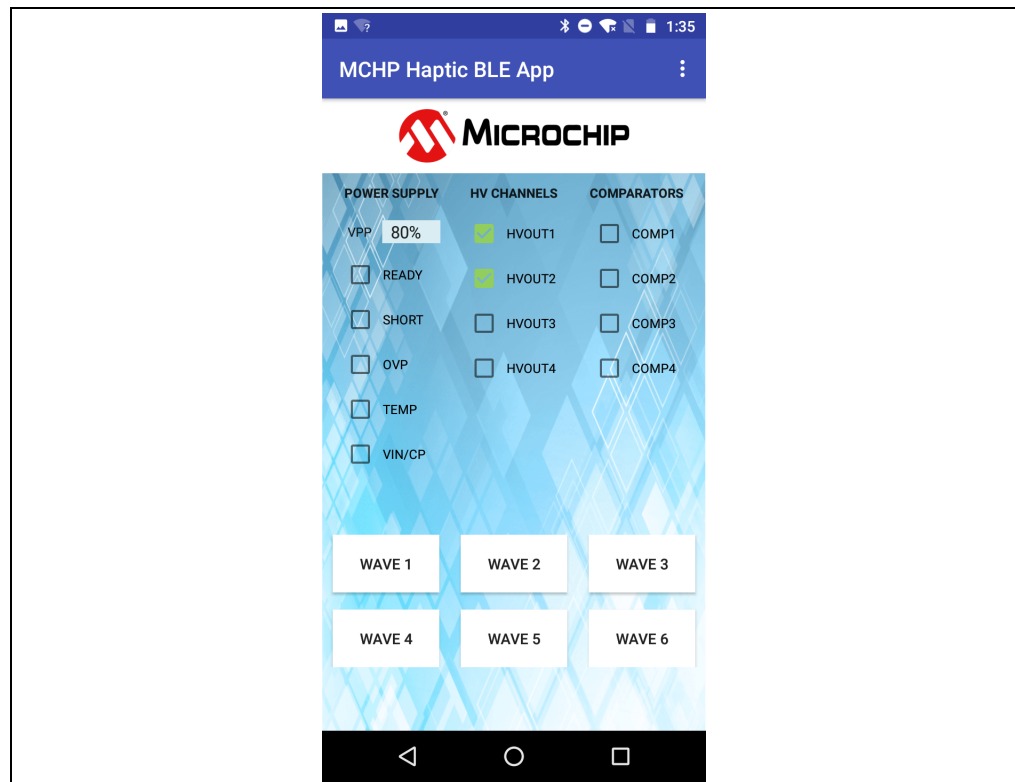 1:35
MCHP Haptic BLE App
MICROCHIP
POWER SUPPLY HV CHANNELS COMPARATORS
VPP 80% HVOUT1 COMP1
READY HVOUT2 COMP2
SHORT HVOUT3 COMP3
OVP HVOUT4 COMP4
TEMP
VIN/CP
WAVE 1 WAVE 2 WAVE 3
WAVE 4 WAVE 5 WAVE 6